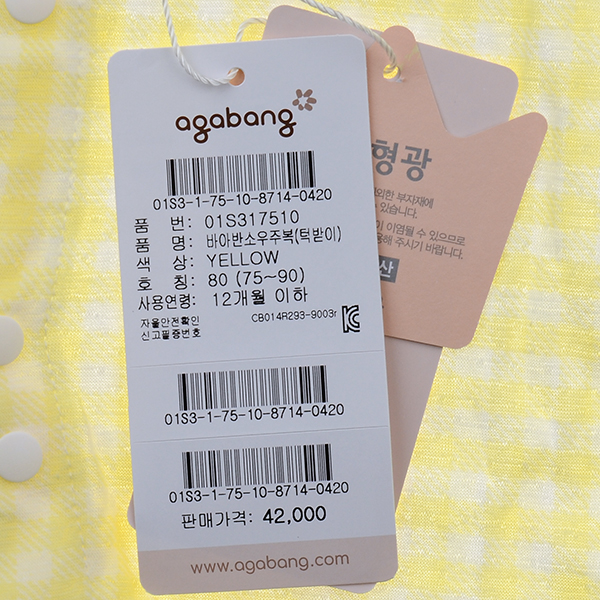 agabang
01S3-1-75-10-8714-0420
품 번: 01S317510
품 명: 바아반소우주복(턱받이)
색 상: YELLOW
호 칭: 80 (75~90)
사용연령: 12개월 이하
자율안전확인
신고필증번호
CB014R293-9003
01S3-1-75-10-8714-0420
01S3-1-75-10-8714-0420
판매가격: 42,000
www.agabang.com
형광
부자재에
있습니다.
이 이염될 수 있으므로
해 주시기 바랍니다.
산